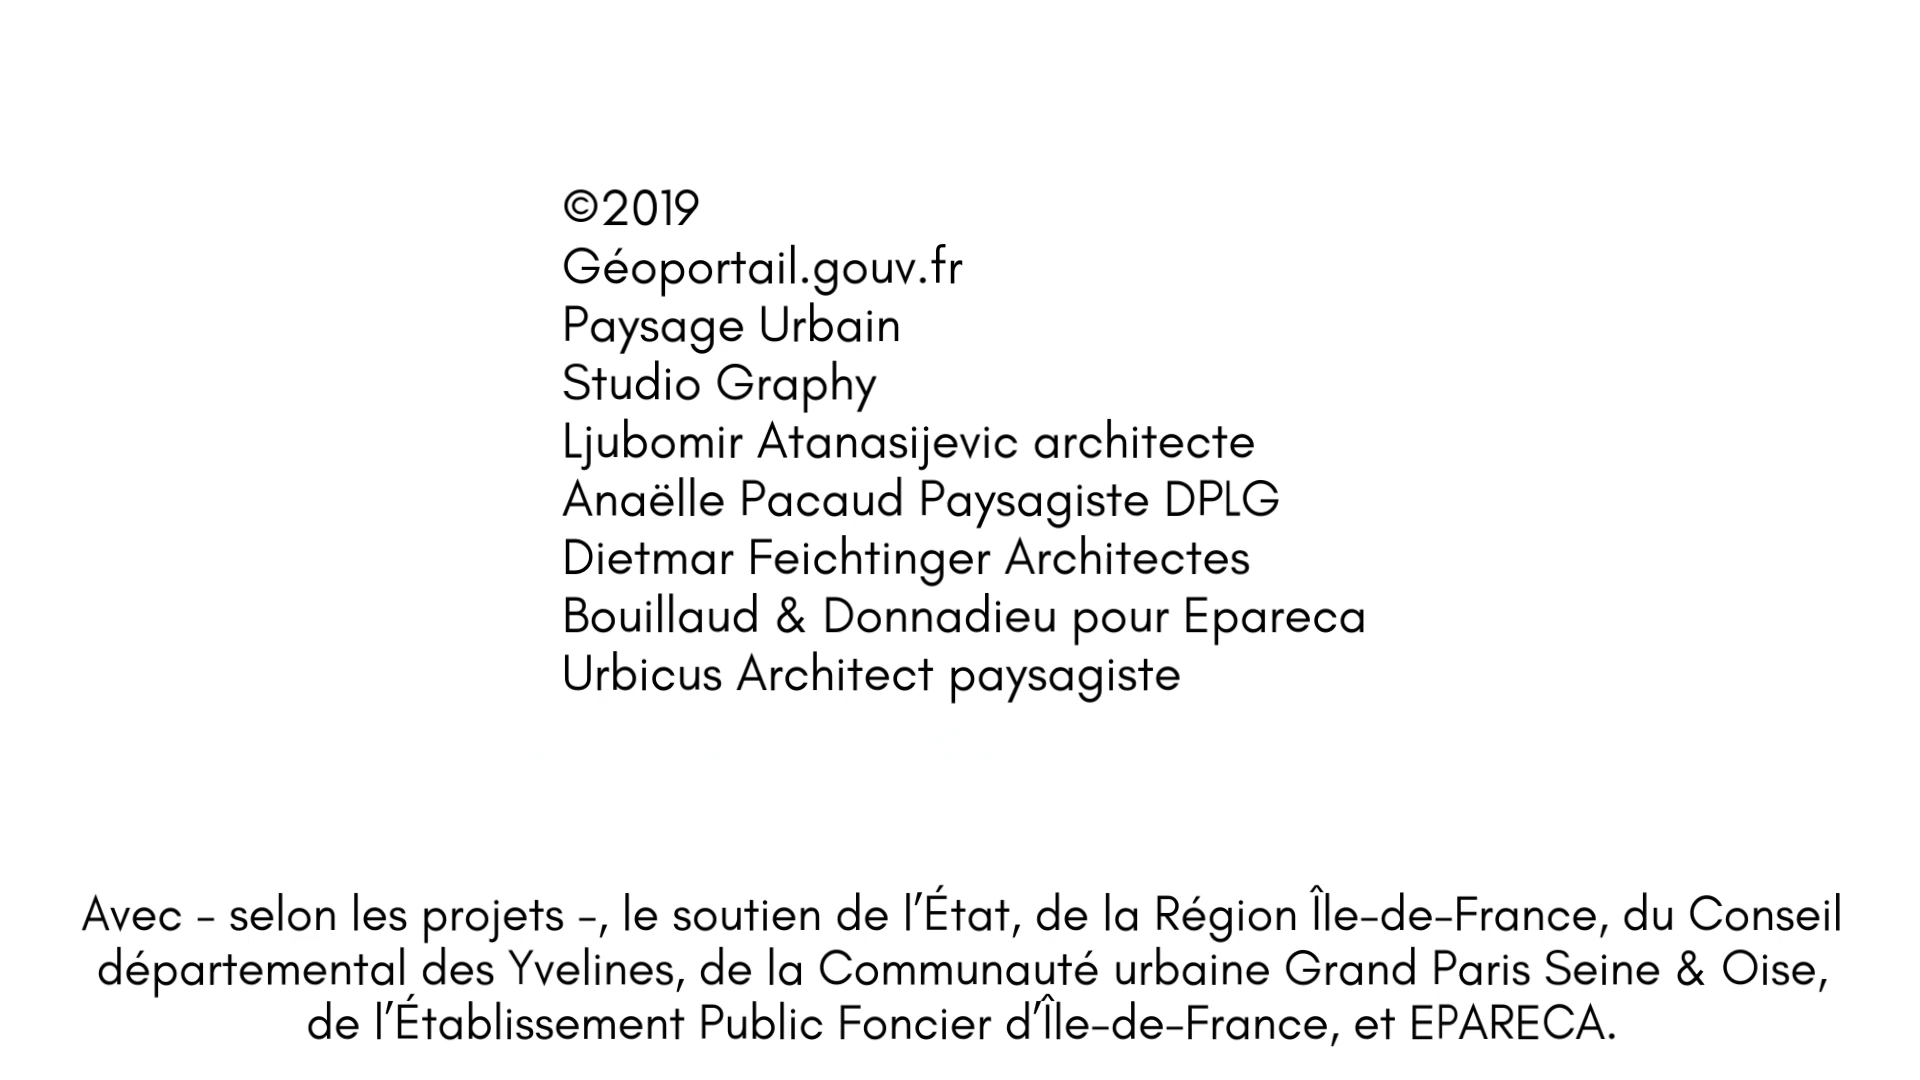 ©2019
Géoportail.gouv.fr
Paysage Urbain
Studio Graphy
Ljubomir Atanasijevic architecte
Anaëlle Pacaud Paysagiste DPLG
Dietmar Feichtinger Architectes
Bouillaud & Donnadieu pour Epareca
Urbicus Architect paysagiste
Avec - selon les projets -, le soutien de l’État, de la Région Île-de-France, du Conseil
départemental des Yvelines, de la Communauté urbaine Grand Paris Seine & Oise,
de l’Établissement Public Foncier d’Île-de-France, et EPARECA.